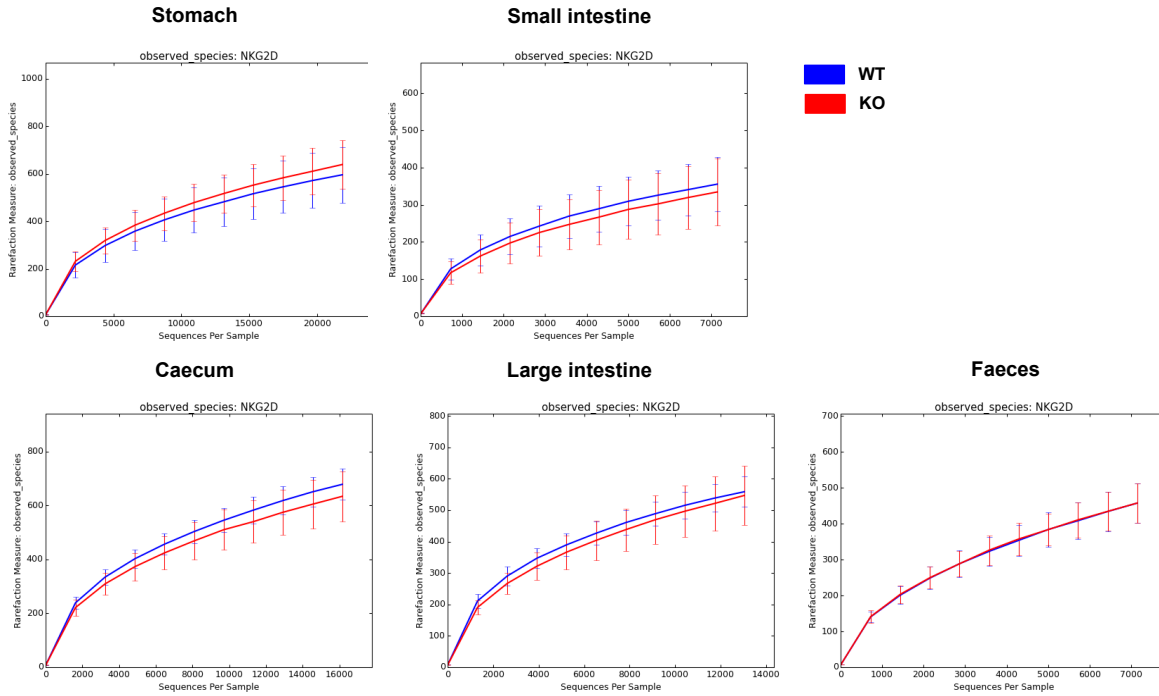 Stomach
observed_species: NKG2D
Rarefaction Measure: observed_species
1000
800
600
400
200
0
0 5000 10000 15000 20000
Sequences Per Sample
Small intestine
observed_species: NKG2D
Rarefaction Measure: observed_species
600
500
400
300
200
100
0
0 1000 2000 3000 4000 5000 6000 7000
Sequences Per Sample
WT
KO
Caecum
observed_species: NKG2D
Rarefaction Measure: observed_species
800
600
400
200
0
0 2000 4000 6000 8000 10000 12000 14000 16000
Sequences Per Sample
Large intestine
observed_species: NKG2D
Rarefaction Measure: observed_species
800
700
600
500
400
300
200
100
0
0 2000 4000 6000 8000 10000 12000 14000
Sequences Per Sample
Faeces
observed_species: NKG2D
Rarefaction Measure: observed_species
700
600
500
400
300
200
100
0
0 1000 2000 3000 4000 5000 6000 7000
Sequences Per Sample